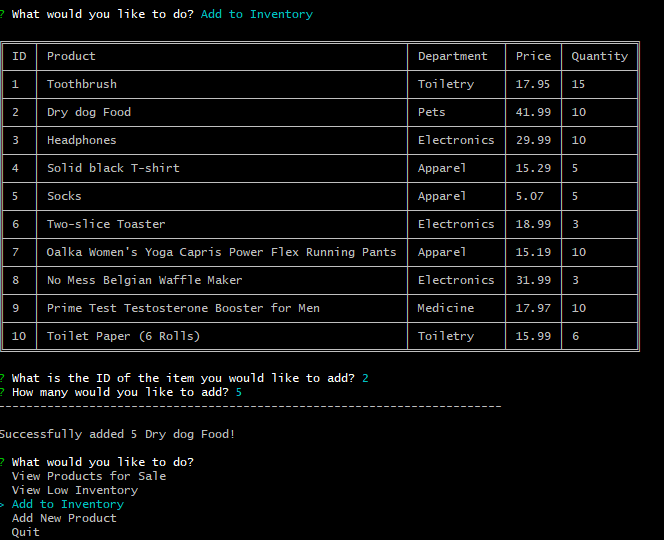 ? What would you like to do? Add to Inventory
ID Product Department Price Quantity
1 Toothbrush Toiletry 17.95 15
2 Dry dog Food Pets 41.99 10
3 Headphones Electronics 29.99 10
4 Solid black T-shirt Apparel 15.29 5
5 Socks Apparel 5.07 5
6 Two-slice Toaster Electronics 18.99 3
7 Oalka Women's Yoga Capris Power Flex Running Pants Apparel 15.19 10
8 No Mess Belgian Waffle Maker Electronics 31.99 3
9 Prime Test Testosterone Booster for Men Medicine 17.97 10
10 Toilet Paper (6 Rolls) Toiletry 15.99 6
? What is the ID of the item you would like to add? 2
? How many would you like to add? 5
------------------------------------------------------------------------
Successfully added 5 Dry dog Food!
? What would you like to do?
View Products for Sale
View Low Inventory
> Add to Inventory
Add New Product
Quit